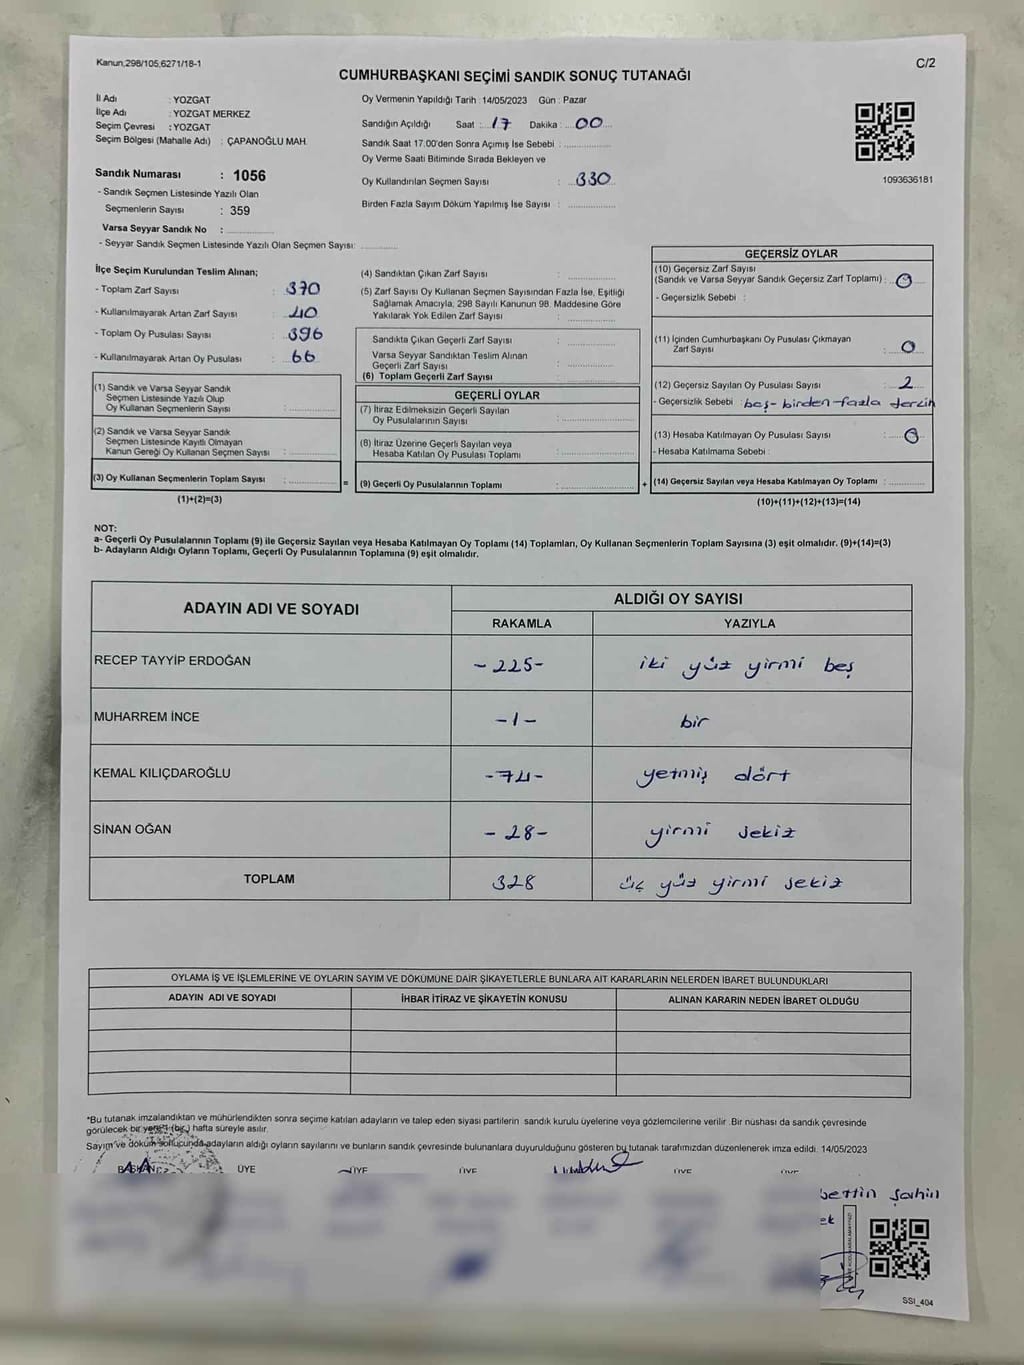 Kanun,298/105,6271/18-1
C/2
CUMHURBAŞKANI SEÇİMİ SANDIK SONUÇ TUTANAĞI
İl Adı : YOZGAT
İlçe Adı : YOZGAT MERKEZ
Seçim Çevresi : YOZGAT
Seçim Bölgesi (Mahalle Adı) : ÇAPANOĞLU MAH.
Sandık Numarası : 1056
- Sandık Seçmen Listesinde Yazılı Olan
Seçmenlerin Sayısı : 359
Varsa Seyyar Sandık No :
- Seyyar Sandık Seçmen Listesinde Yazılı Olan Seçmen Sayısı:
Oy Vermenin Yapıldığı Tarih : 14/05/2023 Gün : Pazar
Sandığın Açıldığı Saat : 17 Dakika : 00
Sandık Saat 17:00'den Sonra Açımış İse Sebebi :
Oy Verme Saati Bitiminde Sırada Bekleyen ve
Oy Kullandırılan Seçmen Sayısı : 330
Birden Fazla Sayım Döküm Yapılmış İse Sayısı :
1093636181
İlçe Seçim Kurulundan Teslim Alınan;
- Toplam Zarf Sayısı : 370
- Kullanılmayarak Artan Zarf Sayısı : 40
- Toplam Oy Pusulası Sayısı : 396
- Kullanılmayarak Artan Oy Pusulası : 66
(1) Sandık ve Varsa Seyyar Sandık
Seçmen Listesinde Yazılı Olup
Oy Kullanan Seçmenlerin Sayısı :
(2) Sandık ve Varsa Seyyar Sandık
Seçmen Listesinde Kayıtlı Olmayan
Kanun Gereği Oy Kullanan Seçmen Sayısı :
(3) Oy Kullanan Seçmenlerin Toplam Sayısı :
(1)+(2)=(3)
(4) Sandıktan Çıkan Zarf Sayısı :
(5) Zarf Sayısı Oy Kullanan Seçmen Sayısından Fazla İse, Eşitliği
Sağlamak Amacıyla, 298 Sayılı Kanunun 98. Maddesine Göre
Yakılarak Yok Edilen Zarf Sayısı :
Sandıkta Çıkan Geçerli Zarf Sayısı :
Varsa Seyyar Sandıktan Teslim Alınan
Geçerli Zarf Sayısı :
(6) Toplam Geçerli Zarf Sayısı :
GEÇERLİ OYLAR
(7) İtiraz Edilmeksizin Geçerli Sayılan
Oy Pusulalarının Sayısı :
(8) İtiraz Üzerine Geçerli Sayılan veya
Hesaba Katılan Oy Pusulası Toplamı :
=
(9) Geçerli Oy Pusulalarının Toplamı :
+
GEÇERSİZ OYLAR
(10) Geçersiz Zarf Sayısı
(Sandık ve Varsa Seyyar Sandık Geçersiz Zarf Toplamı) : 0
- Geçersizlik Sebebi :
(11) İçinden Cumhurbaşkanı Oy Pusulası Çıkmayan
Zarf Sayısı : 0
(12) Geçersiz Sayılan Oy Pusulası Sayısı : 2
- Geçersizlik Sebebi : boş - birden fazla tercih
(13) Hesaba Katılmayan Oy Pusulası Sayısı : 0
- Hesaba Katılmama Sebebi :
(14) Geçersiz Sayılan veya Hesaba Katılmayan Oy Toplamı :
(10)+(11)+(12)+(13)=(14)
NOT:
a- Geçerli Oy Pusulalarının Toplamı (9) ile Geçersiz Sayılan veya Hesaba Katılmayan Oy Toplamı (14) Toplamları, Oy Kullanan Seçmenlerin Toplam Sayısına (3) eşit olmalıdır. (9)+(14)=(3)
b- Adayların Aldığı Oyların Toplamı, Geçerli Oy Pusulalarının Toplamına (9) eşit olmalıdır.
ADAYIN ADI VE SOYADI
ALDIĞI OY SAYISI
RAKAMLA YAZIYLA
RECEP TAYYİP ERDOĞAN -225- iki yüz yirmi beş
MUHARREM İNCE -1- bir
KEMAL KILIÇDAROĞLU -74- yetmiş dört
SİNAN OĞAN -28- yirmi sekiz
TOPLAM 328 üç yüz yirmi sekiz
OYLAMA İŞ VE İŞLEMLERİNE VE OYLARIN SAYIM VE DÖKÜMÜNE DAİR ŞİKAYETLERLE BUNLARA AİT KARARLARIN NELERDEN İBARET BULUNDUKLARI
ADAYIN ADI VE SOYADI İHBAR İTİRAZ VE ŞİKAYETİN KONUSU ALINAN KARARIN NEDEN İBARET OLDUĞU
*Bu tutanak imzalandıktan ve mühürlendikten sonra seçime katılan adayların ve talep eden siyasi partilerin sandık kurulu üyelerine veya gözlemcilerine verilir. Bir nüshası da sandık çevresinde
görülecek bir yere 1 (bir) hafta süreyle asılır.
Sayım ve döküm sonucunda adayların aldığı oyların sayılarını ve bunların sandık çevresinde bulunanlara duyurulduğunu gösteren bu tutanak tarafımızdan düzenlenerek imza edildi. 14/05/2023
BAŞKAN ÜYE ÜYE ÜYE ÜYE ÜYE
bettin Şahin
ek
SSI_404